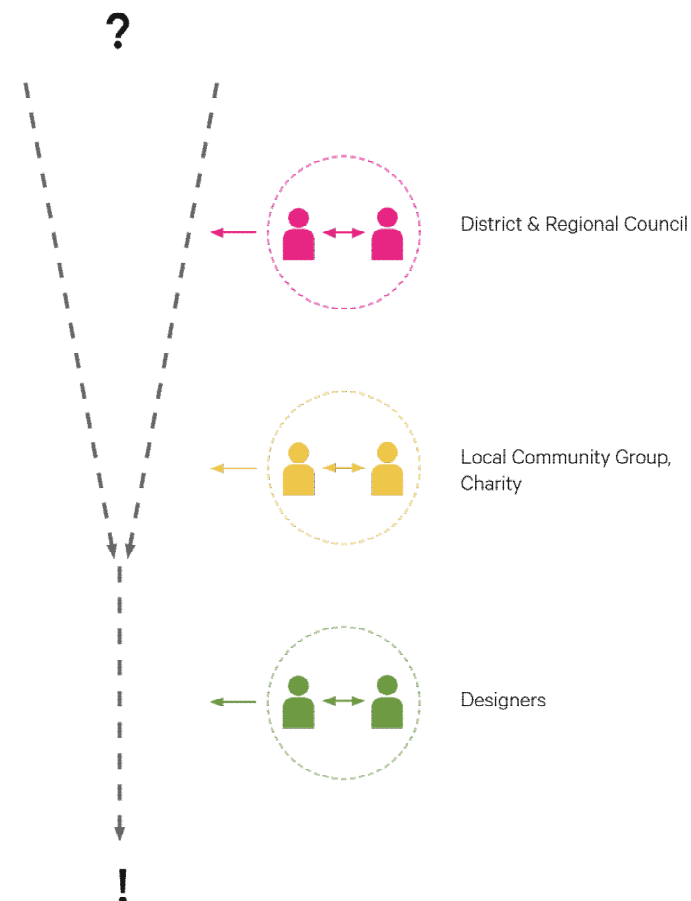 ?
District & Regional Council
Local Community Group,
Charity
Designers
!